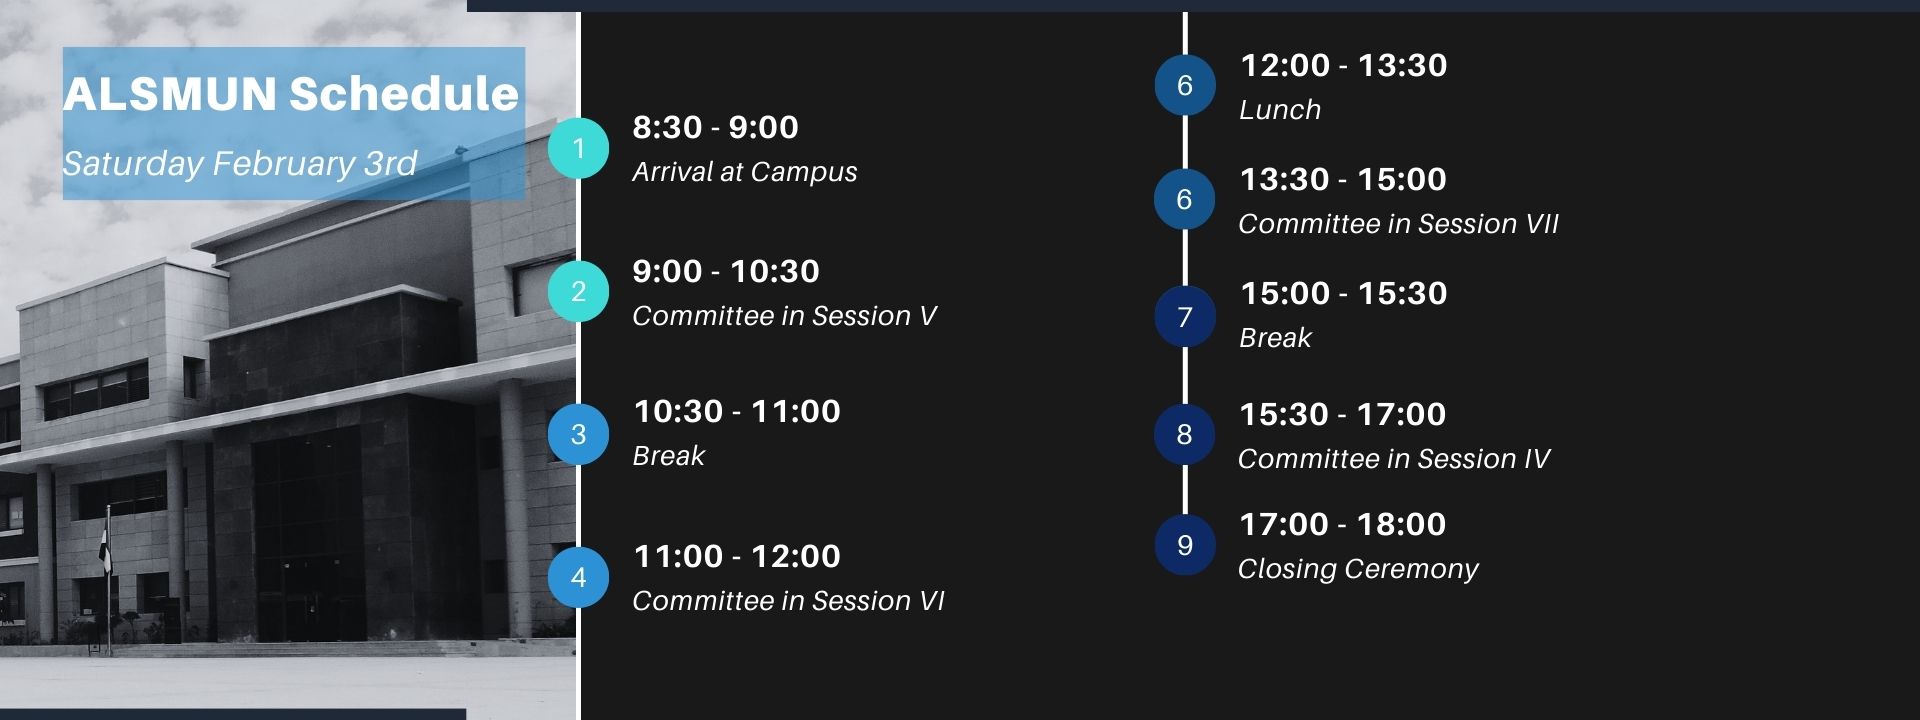 ALSMUN Schedule
Saturday February 3rd
1
8:30 - 9:00
Arrival at Campus
2
9:00 - 10:30
Committee in Session V
3
10:30 - 11:00
Break
4
11:00 - 12:00
Committee in Session VI
6
12:00 - 13:30
Lunch
6
13:30 - 15:00
Committee in Session VII
7
15:00 - 15:30
Break
8
15:30 - 17:00
Committee in Session IV
9
17:00 - 18:00
Closing Ceremony